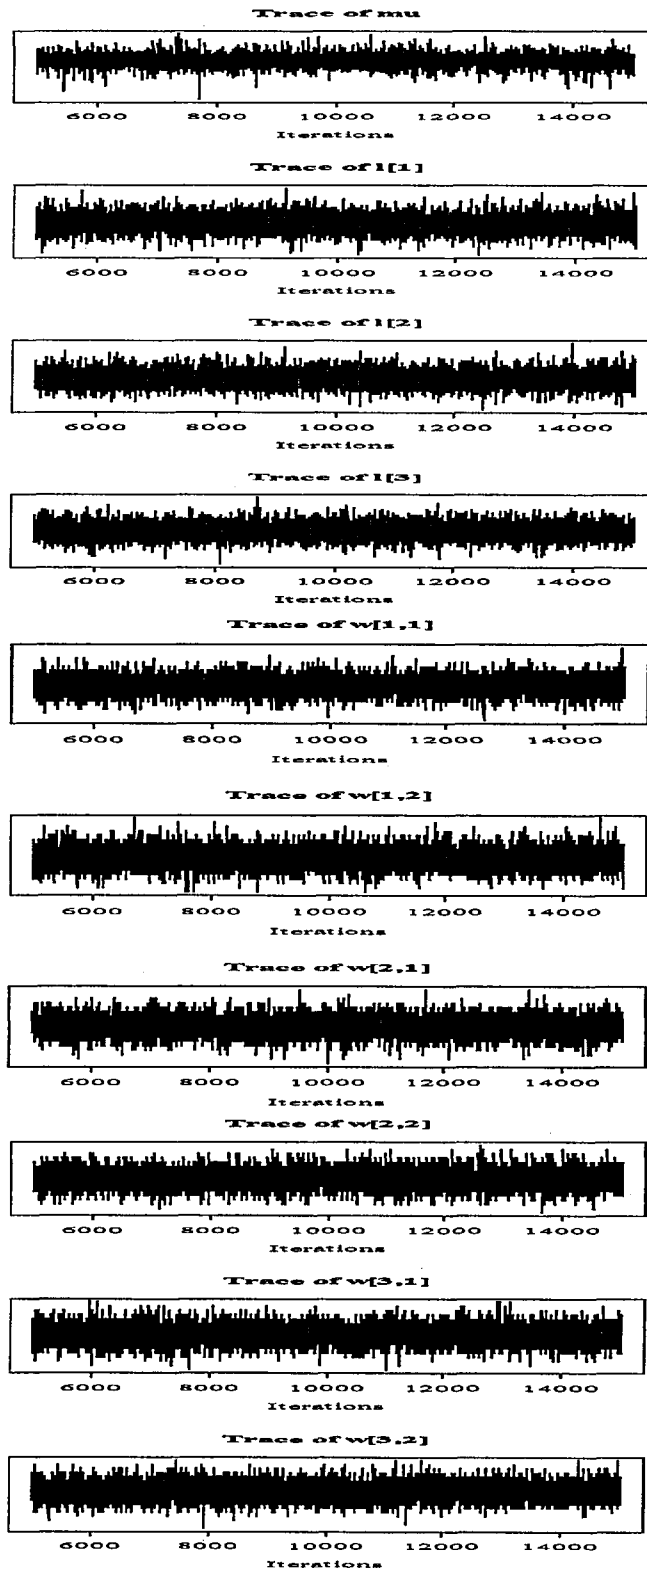 Trace of mu
6000 8000 10000 12000 14000
Iterations
Trace of l[1]
6000 8000 10000 12000 14000
Iterations
Trace of l[2]
6000 8000 10000 12000 14000
Iterations
Trace of l[3]
6000 8000 10000 12000 14000
Iterations
Trace of w[1,1]
6000 8000 10000 12000 14000
Iterations
Trace of w[1,2]
6000 8000 10000 12000 14000
Iterations
Trace of w[2,1]
6000 8000 10000 12000 14000
Iterations
Trace of w[2,2]
6000 8000 10000 12000 14000
Iterations
Trace of w[3,1]
6000 8000 10000 12000 14000
Iterations
Trace of w[3,2]
6000 8000 10000 12000 14000
Iterations